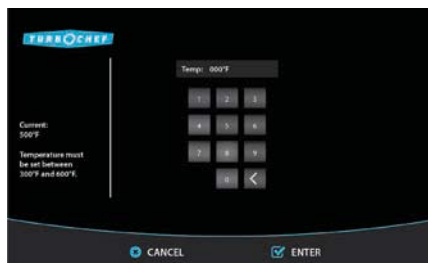 TURBOCHEF
Temp: 000°F
1 2 3
4 5 6
7 8 9
0
Current:
500°F
Temperature must
be set between
300°F and 600°F.
CANCEL
ENTER